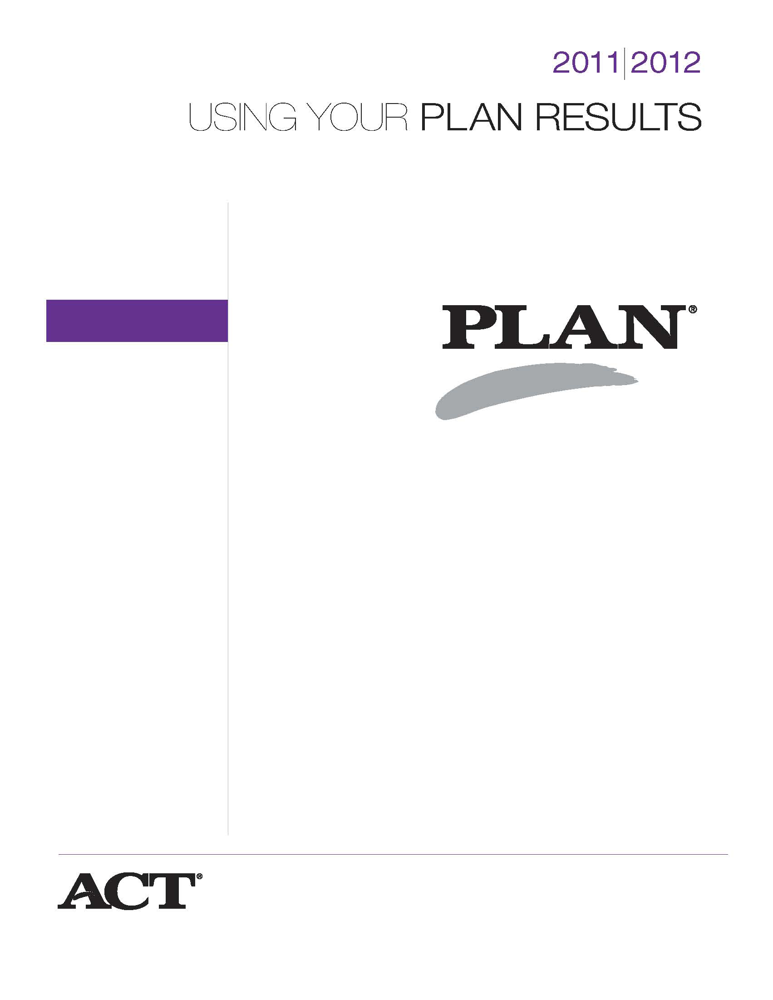 2011|2012
USING YOUR PLAN RESULTS
PLAN®
ACT®